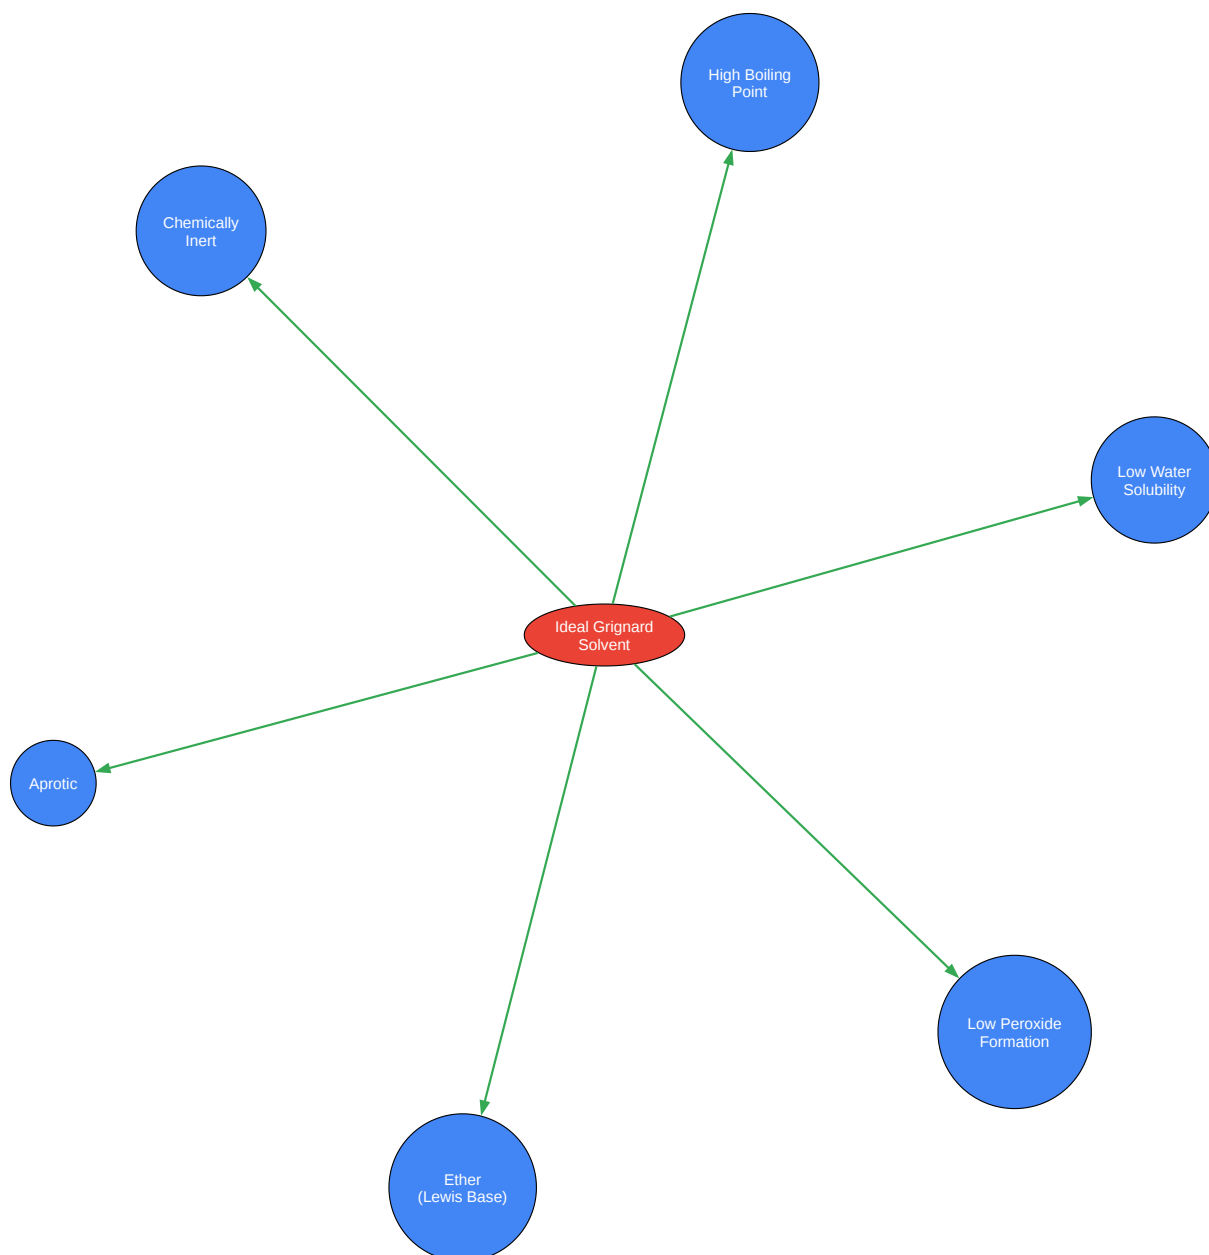 High Boiling
Point
Chemically
Inert
Low Water
Solubility
Ideal Grignard
Solvent
Aprotic
Low Peroxide
Formation
Ether
(Lewis Base)